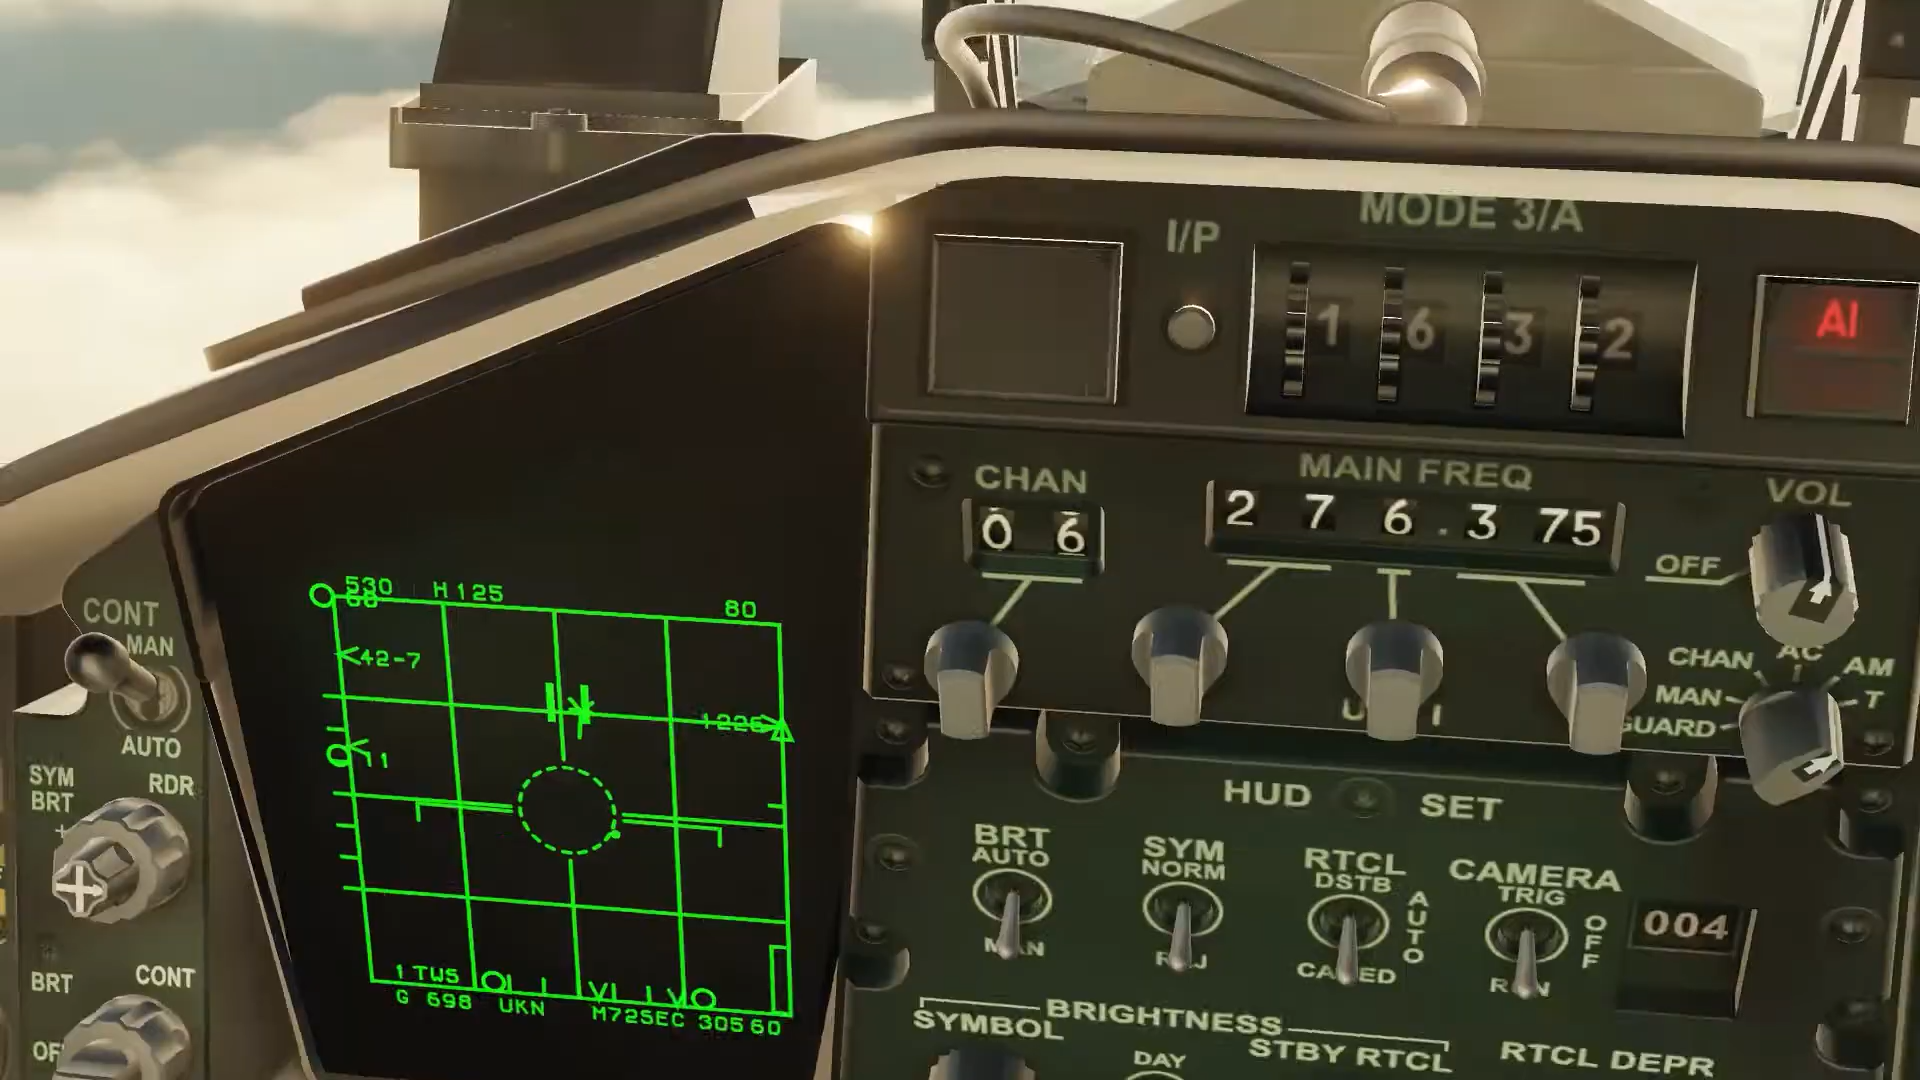 MODE 3/A
I/P
1 6 3 2
AI
CHAN
0 6
MAIN FREQ
2 7 6 . 3 75
VOL
OFF
CHAN
AM
MAN
T
GUARD
CONT
MAN
AUTO
SYM
BRT
RDR
BRT
CONT
530
H 125
80
<42-7
11
1 TWS
G 698
UKN
M72SEC
305
60
HUD SET
BRT
AUTO
SYM
NORM
RTCL
DSTB
AUTO
CAMERA
TRIG
OFF
004
BRIGHTNESS
SYMBOL
DAY
STBY RTCL
RTCL DEPR